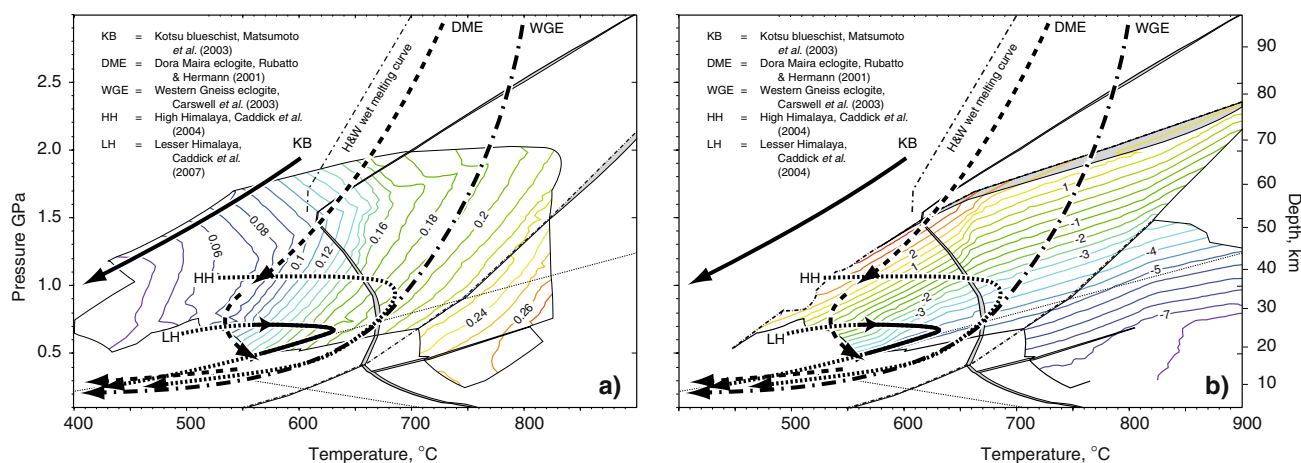 KB = Kotsu blueschist, Matsumoto
et al. (2003)
DME = Dora Maira eclogite, Rubatto
& Hermann (2001)
WGE = Western Gneiss eclogite,
Carswell et al. (2003)
HH = High Himalaya, Caddick et al.
(2004)
LH = Lesser Himalaya,
Caddick et al.
(2007)
DME
WGE
H&W wet melting curve
KB
HH
LH
0.06
0.08
0.1
0.12
0.16
0.18
0.2
0.24
0.26
a)
Pressure GPa
2.5
2.0
1.5
1.0
0.5
400
500
600
700
800
Temperature, °C
KB = Kotsu blueschist, Matsumoto
et al. (2003)
DME = Dora Maira eclogite, Rubatto
& Hermann (2001)
WGE = Western Gneiss eclogite,
Carswell et al. (2003)
HH = High Himalaya, Caddick et al.
(2004)
LH = Lesser Himalaya,
Caddick et al.
(2004)
DME
WGE
H&W wet melting curve
KB
HH
LH
1
-1
-2
-3
-4
-5
-7
2
1
-2
-3
b)
90
80
70
60
50
40
30
20
10
Depth, km
500
600
700
800
900
Temperature, °C